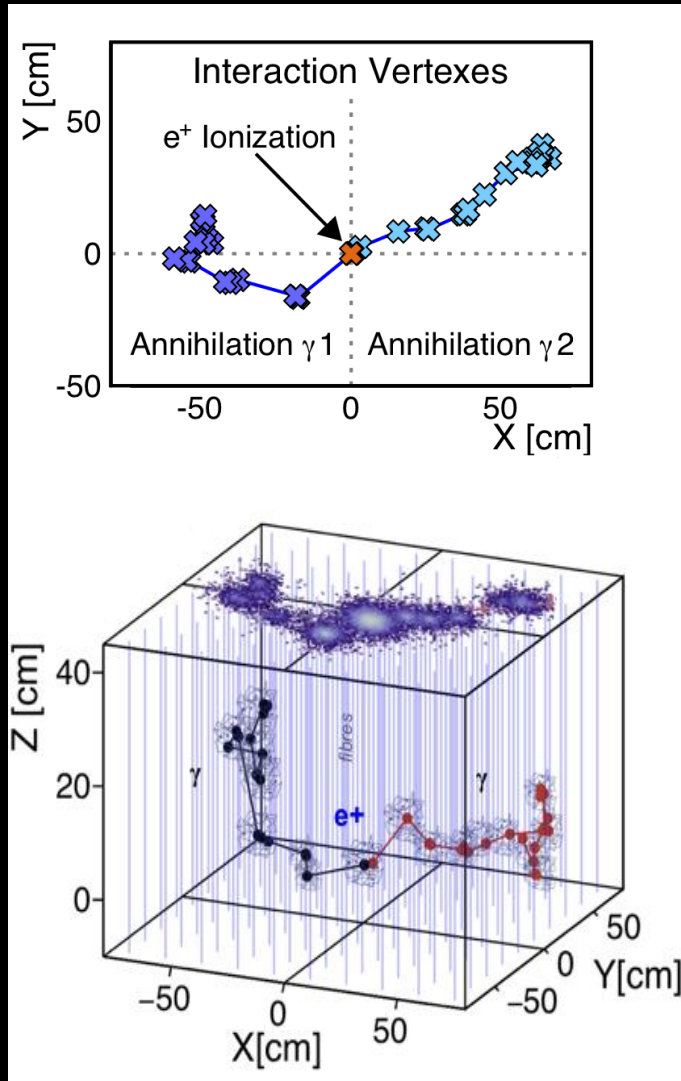 Interaction Vertexes
Y [cm]
50
e⁺ Ionization
0
Annihilation γ1
Annihilation γ2
-50
-50
0
50
X [cm]
Z [cm]
40
fibres
γ
γ
20
e+
0
50
0
Y[cm]
−50
−50
0
50
X[cm]